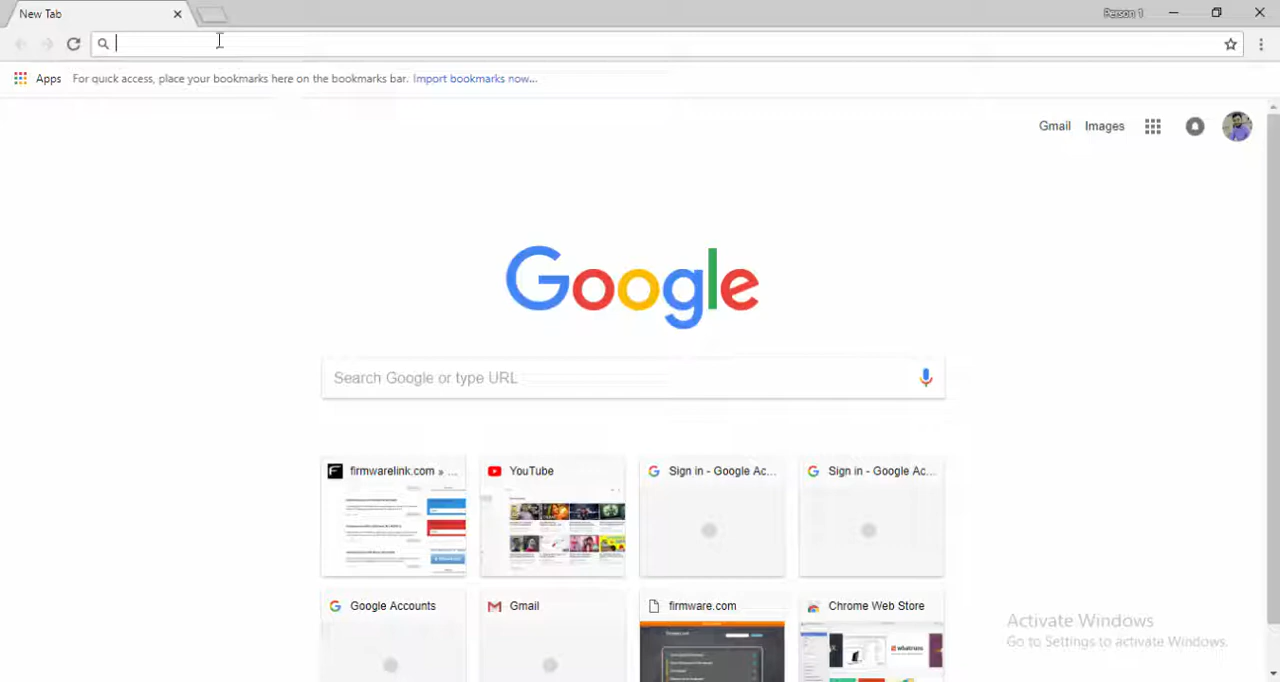 New Tab
Person 1
Apps For quick access, place your bookmarks here on the bookmarks bar. Import bookmarks now...
Gmail Images
Google
Search Google or type URL
firmwarelink.com » ...
YouTube
Sign in - Google Ac...
Sign in - Google Ac...
Google Accounts
Gmail
firmware.com
Chrome Web Store
Activate Windows
Go to Settings to activate Windows.